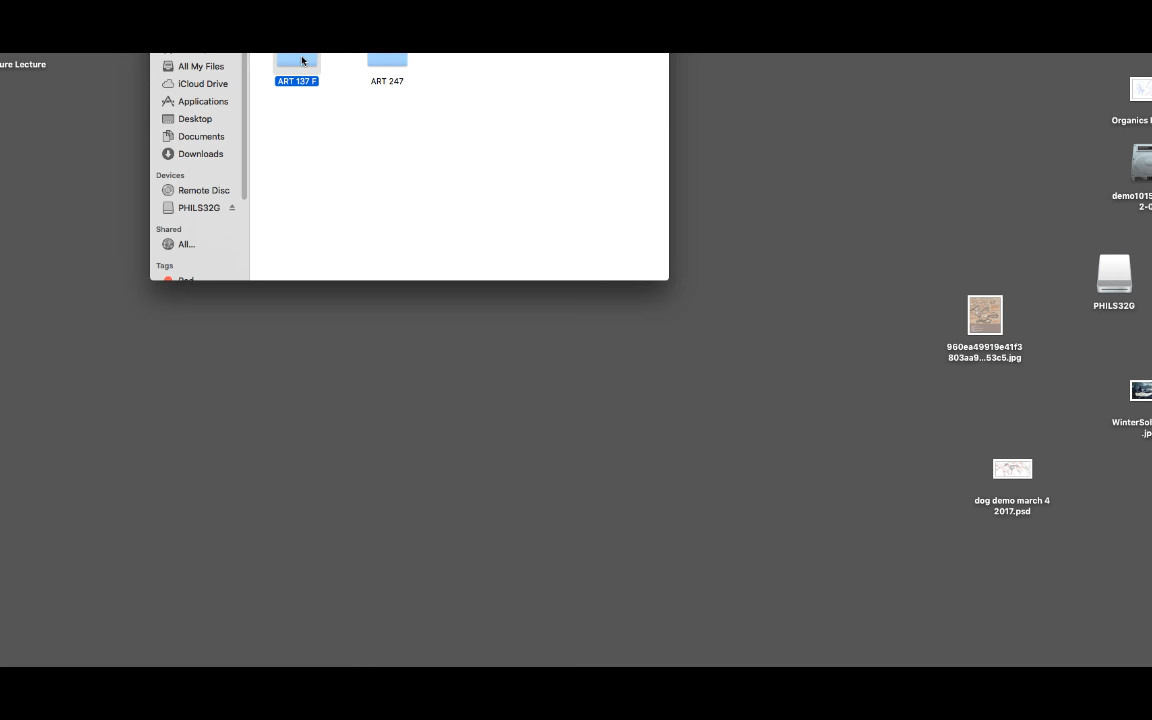 ure Lecture
All My Files
iCloud Drive
Applications
Desktop
Documents
Downloads
Devices
Remote Disc
PHILS32G
Shared
All...
Tags
Red
ART 137 F
ART 247
Organics
demo1015
2-0
PHILS32G
960ea49919e41f3
803aa9...53c5.jpg
WinterSol
.jp
dog demo march 4
2017.psd